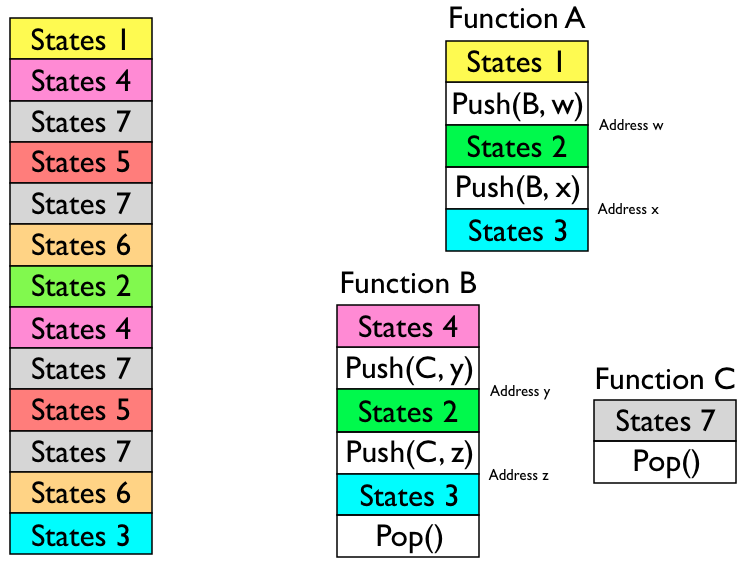 States 1
States 4
States 7
States 5
States 7
States 6
States 2
States 4
States 7
States 5
States 7
States 6
States 3
Function A
States 1
Push(B, w)
Address w
States 2
Push(B, x)
Address x
States 3
Function B
States 4
Push(C, y)
Address y
States 2
Push(C, z)
Address z
States 3
Pop()
Function C
States 7
Pop()